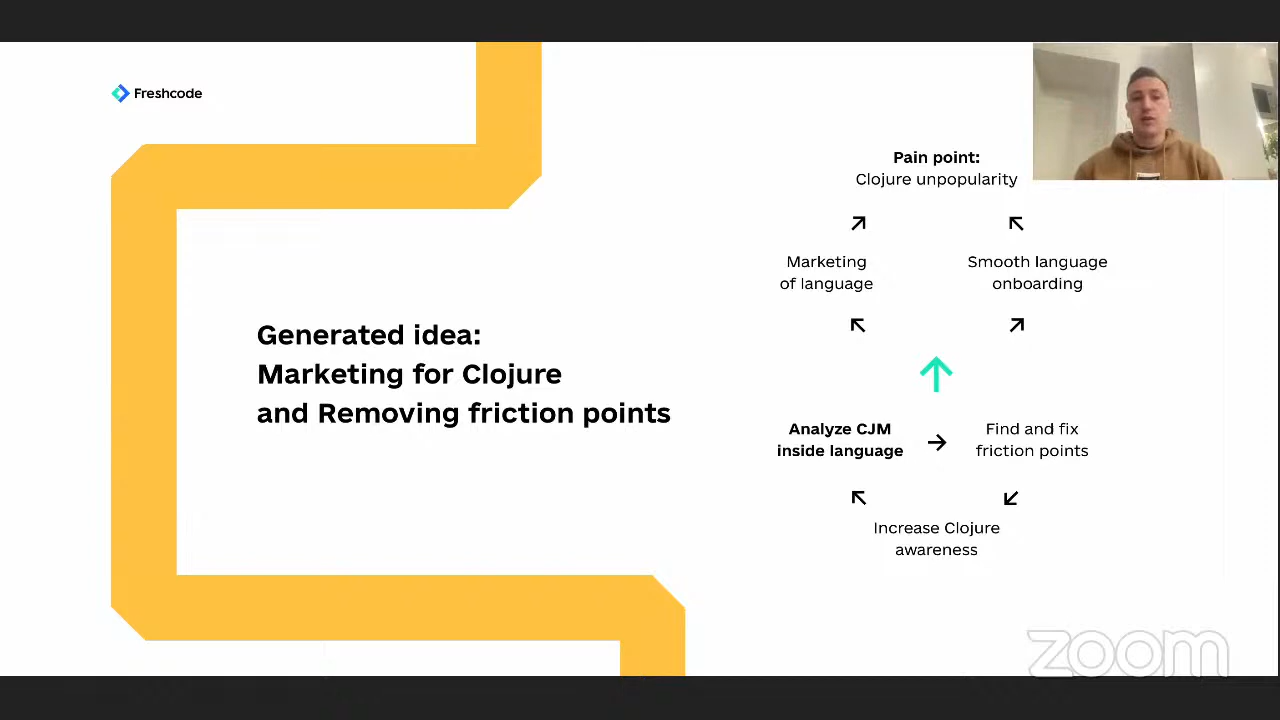 Freshcode
Generated idea:
Marketing for Clojure
and Removing friction points
Pain point:
Clojure unpopularity
Marketing
of language
Smooth language
onboarding
Analyze CJM
inside language
Find and fix
friction points
Increase Clojure
awareness
zoom